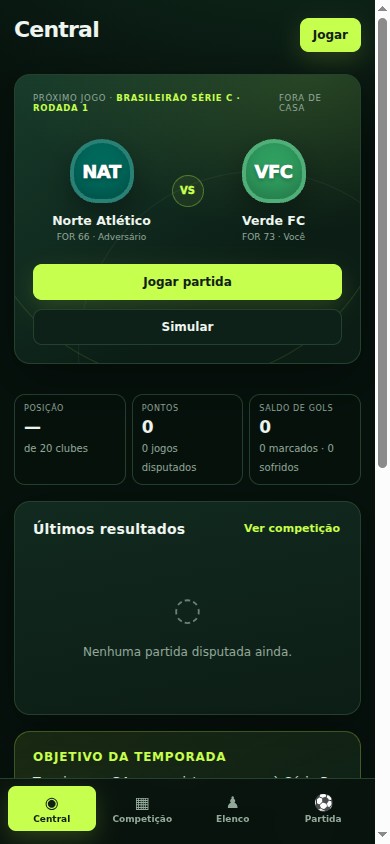 Central
Jogar
PRÓXIMO JOGO · BRASILEIRÃO SÉRIE C ·
RODADA 1
FORA DE
CASA
NAT
VS
VFC
Norte Atlético
FOR 66 · Adversário
Verde FC
FOR 73 · Você
Jogar partida
Simular
POSIÇÃO
—
de 20 clubes
PONTOS
0
0 jogos
disputados
SALDO DE GOLS
0
0 marcados · 0
sofridos
Últimos resultados
Ver competição
Nenhuma partida disputada ainda.
OBJETIVO DA TEMPORADA
Central
Competição
Elenco
Partida